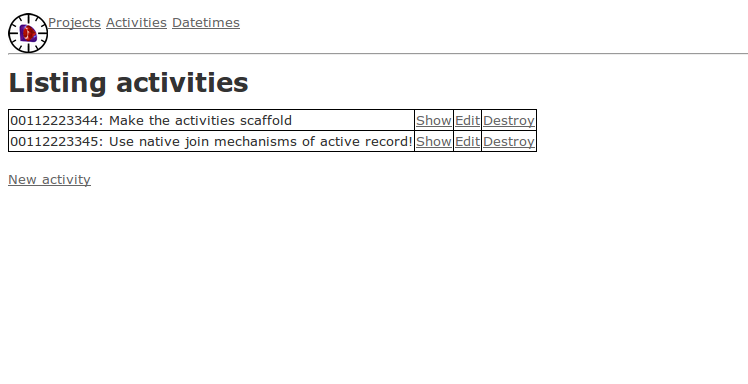 Projects Activities Datetimes
Listing activities
00112223344: Make the activities scaffold Show Edit Destroy
00112223345: Use native join mechanisms of active record! Show Edit Destroy
New activity